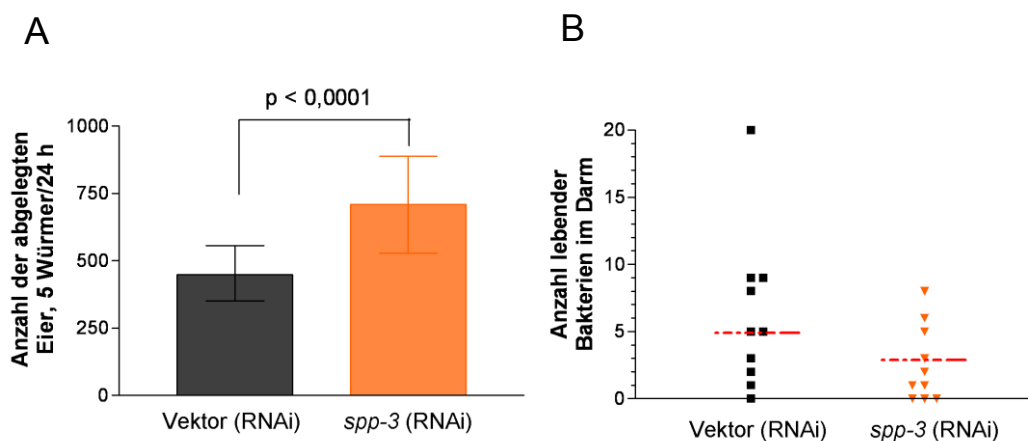 A
p < 0,0001
Anzahl der abgelegten
Eier, 5 Würmer/24 h
1000
750
500
250
0
Vektor (RNAi)
spp-3 (RNAi)
B
Anzahl lebender
Bakterien im Darm
20
15
10
5
0
Vektor (RNAi)
spp-3 (RNAi)